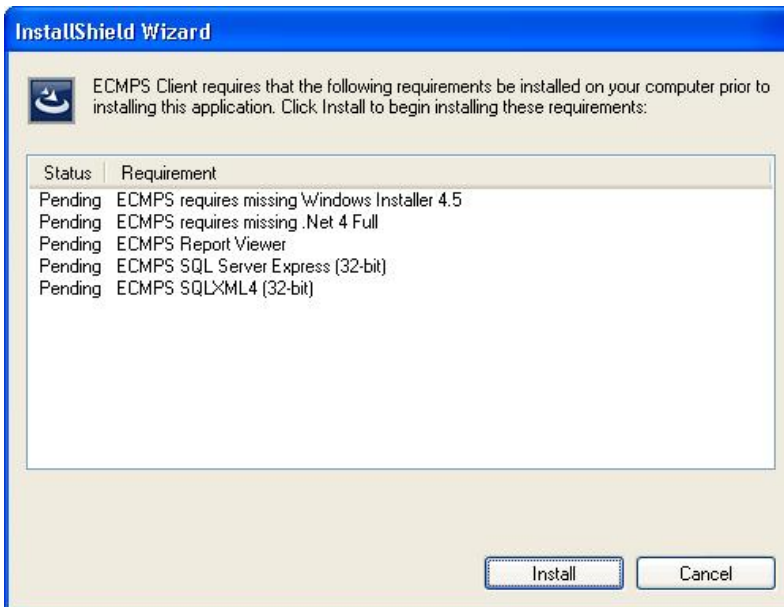 InstallShield Wizard
ECMPS Client requires that the following requirements be installed on your computer prior to
installing this application. Click Install to begin installing these requirements:
Status Requirement
Pending ECMPS requires missing Windows Installer 4.5
Pending ECMPS requires missing .Net 4 Full
Pending ECMPS Report Viewer
Pending ECMPS SQL Server Express (32-bit)
Pending ECMPS SQLXML4 (32-bit)
Install Cancel